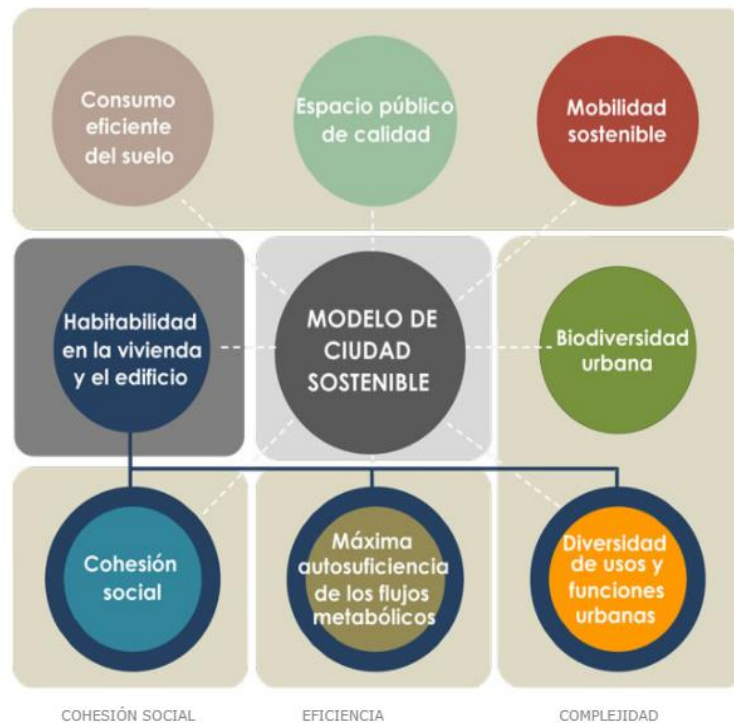 Consumo
eficiente
del suelo
Espacio público
de calidad
Mobilidad
sostenible
Habitabilidad
en la vivienda
y el edificio
MODELO DE
CIUDAD
SOSTENIBLE
Biodiversidad
urbana
Cohesión
social
Máxima
autosuficiencia
de los flujos
metabólicos
Diversidad
de usos y
funciones
urbanas
COHESIÓN SOCIAL
EFICIENCIA
COMPLEJIDAD